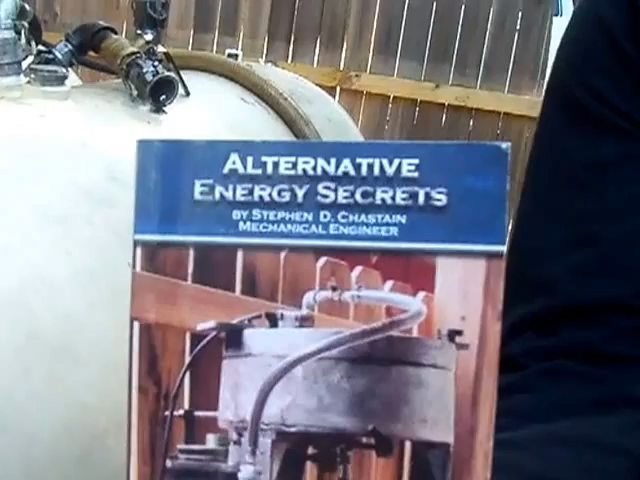 ALTERNATIVE
ENERGY SECRETS
BY STEPHEN D. CHASTAIN
MECHANICAL ENGINEER